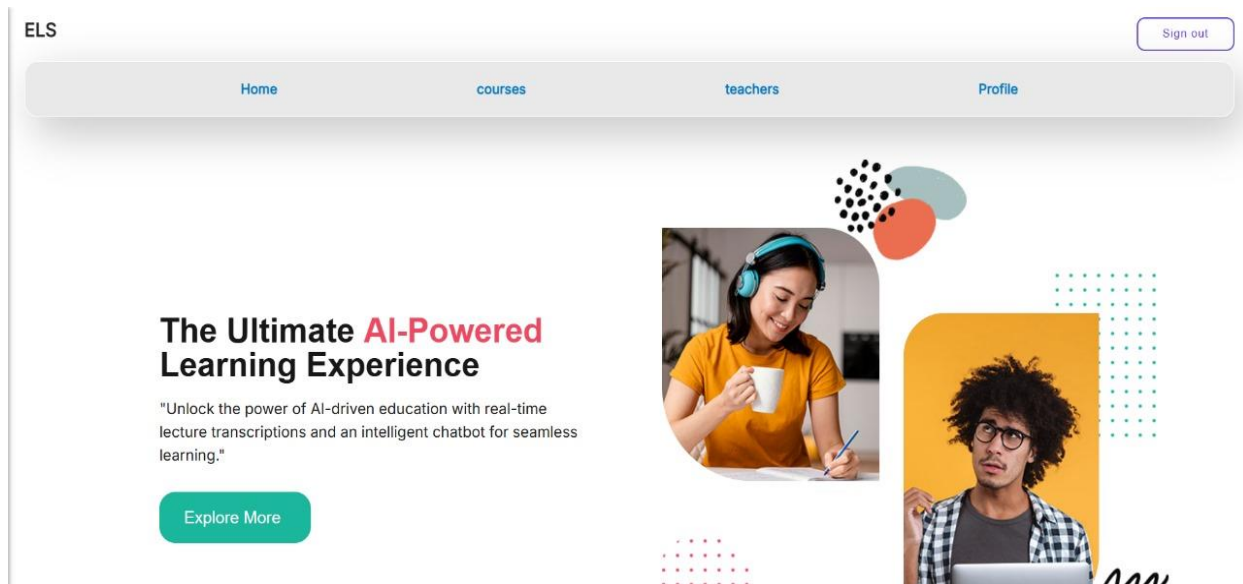 ELS
Sign out
Home courses teachers Profile
The Ultimate AI-Powered
Learning Experience
"Unlock the power of AI-driven education with real-time
lecture transcriptions and an intelligent chatbot for seamless
learning."
Explore More